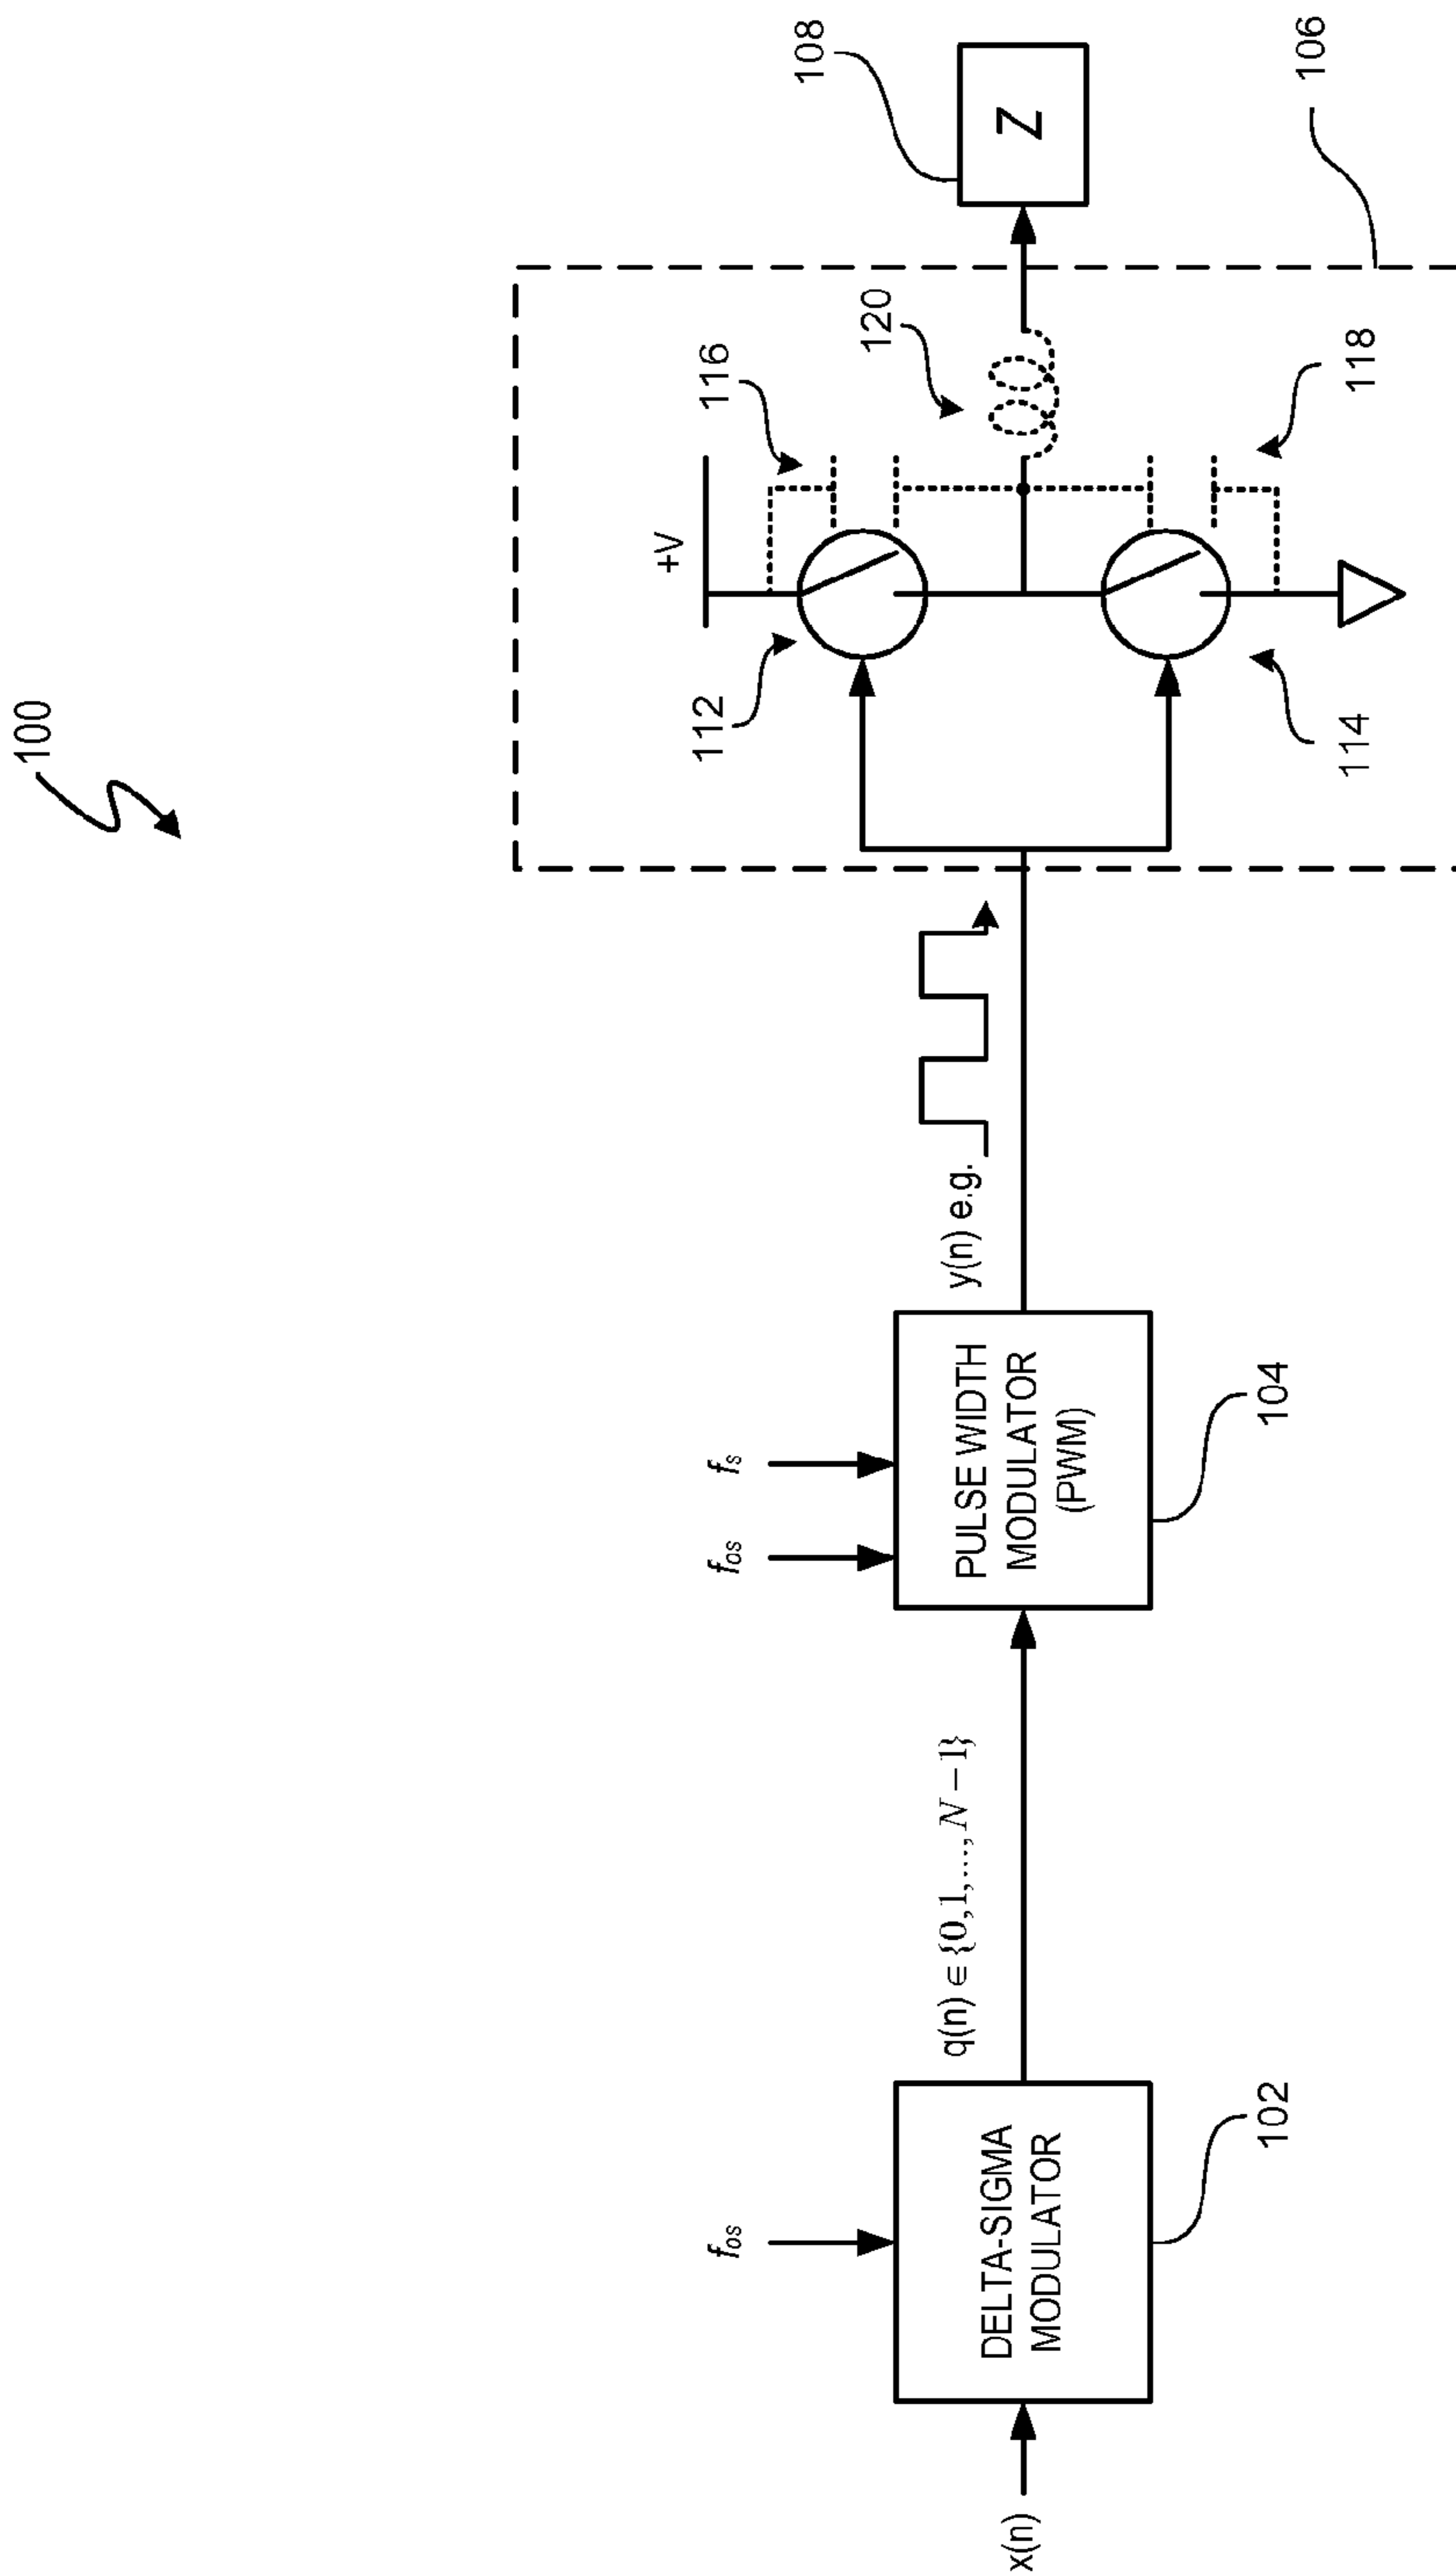 100
x(n)
f_os
DELTA-SIGMA
MODULATOR
102
q(n) ∈ {0,1,...,N−1}
f_os
f_s
PULSE WIDTH
MODULATOR
(PWM)
104
y(n) e.g.
+V
112
116
120
114
118
108
Z
106